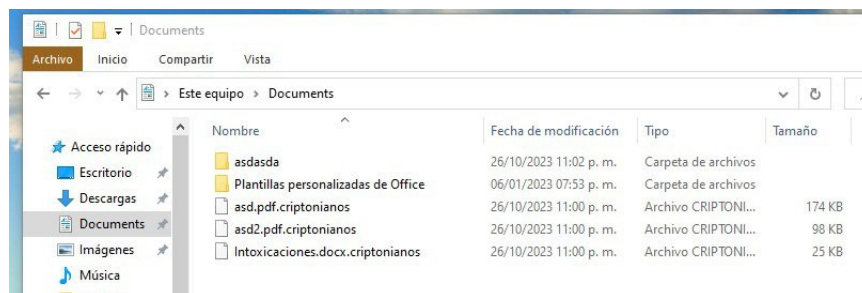 Documents
Archivo Inicio Compartir Vista
Este equipo > Documents
Nombre Fecha de modificación Tipo Tamaño
Acceso rápido
Escritorio
Descargas
Documents
Imágenes
Música
asdasda 26/10/2023 11:02 p. m. Carpeta de archivos
Plantillas personalizadas de Office 06/01/2023 07:53 p. m. Carpeta de archivos
asd.pdf.criptonianos 26/10/2023 11:00 p. m. Archivo CRIPTONI... 174 KB
asd2.pdf.criptonianos 26/10/2023 11:00 p. m. Archivo CRIPTONI... 98 KB
Intoxicaciones.docx.criptonianos 26/10/2023 11:00 p. m. Archivo CRIPTONI... 25 KB